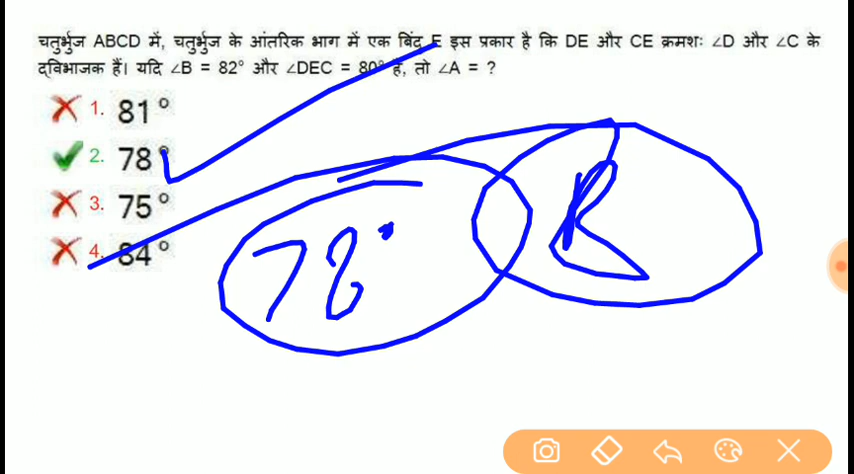 चतुर्भुज ABCD में, चतुर्भुज के आंतरिक भाग में एक बिंदु E इस प्रकार है कि DE और CE क्रमशः ∠D और ∠C के
द्विभाजक हैं। यदि ∠B = 82° और ∠DEC = 80° है, तो ∠A = ?
1. 81°
2. 78°
3. 75°
4. 84°
78°